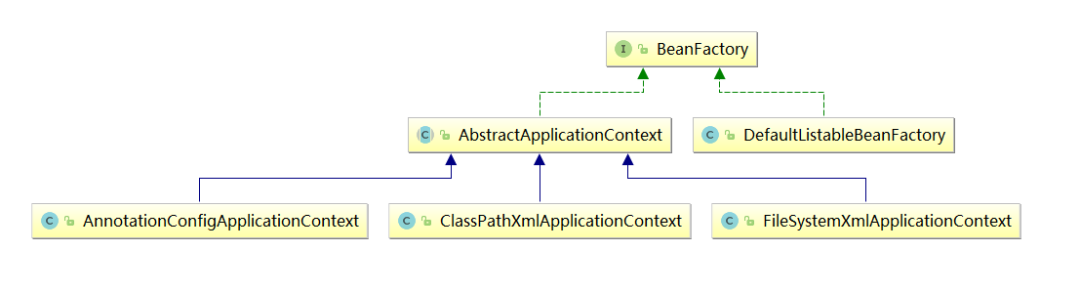 I BeanFactory
C AbstractApplicationContext
C DefaultListableBeanFactory
C AnnotationConfigApplicationContext
C ClassPathXmlApplicationContext
C FileSystemXmlApplicationContext